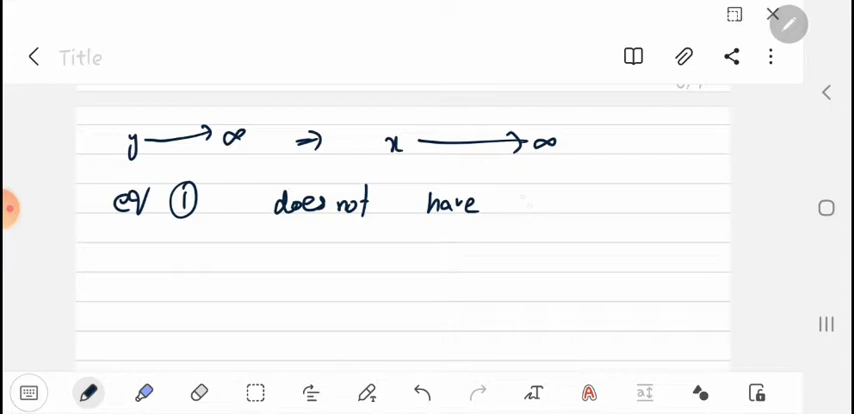 Title
y → ∞ ⇒ x → ∞
eq ① does not have